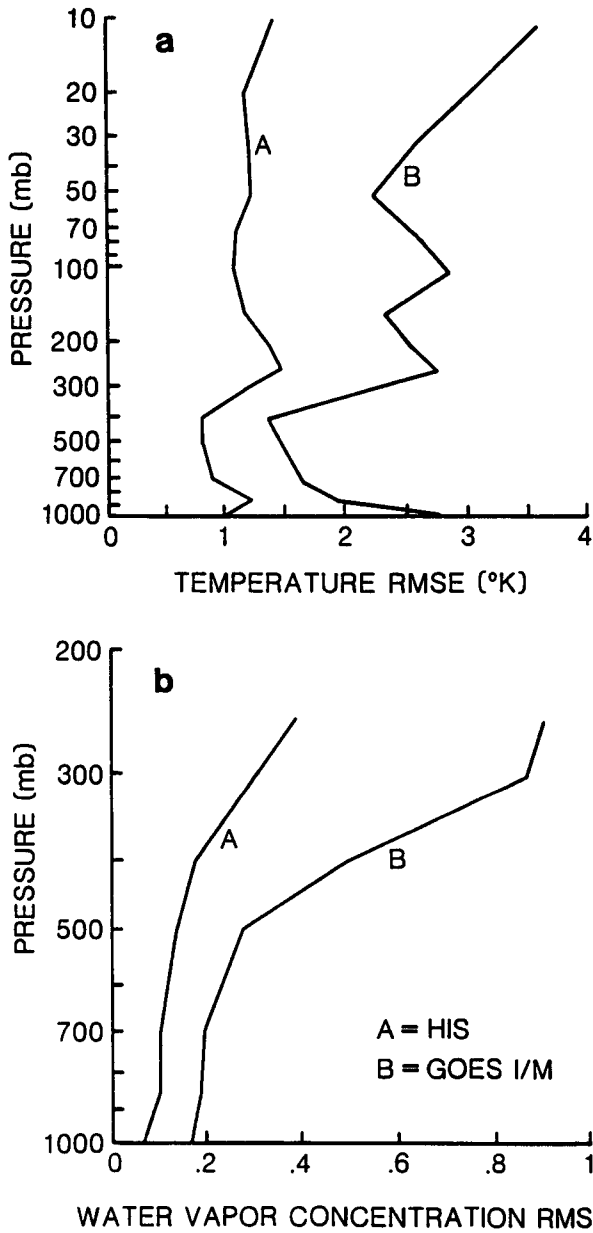 a
PRESSURE (mb)
10
20
30
50
70
100
200
300
500
700
1000
A
B
0 1 2 3 4
TEMPERATURE RMSE (°K)
b
PRESSURE (mb)
200
300
500
700
1000
A
B
A = HIS
B = GOES I/M
0 .2 .4 .6 .8 1
WATER VAPOR CONCENTRATION RMS